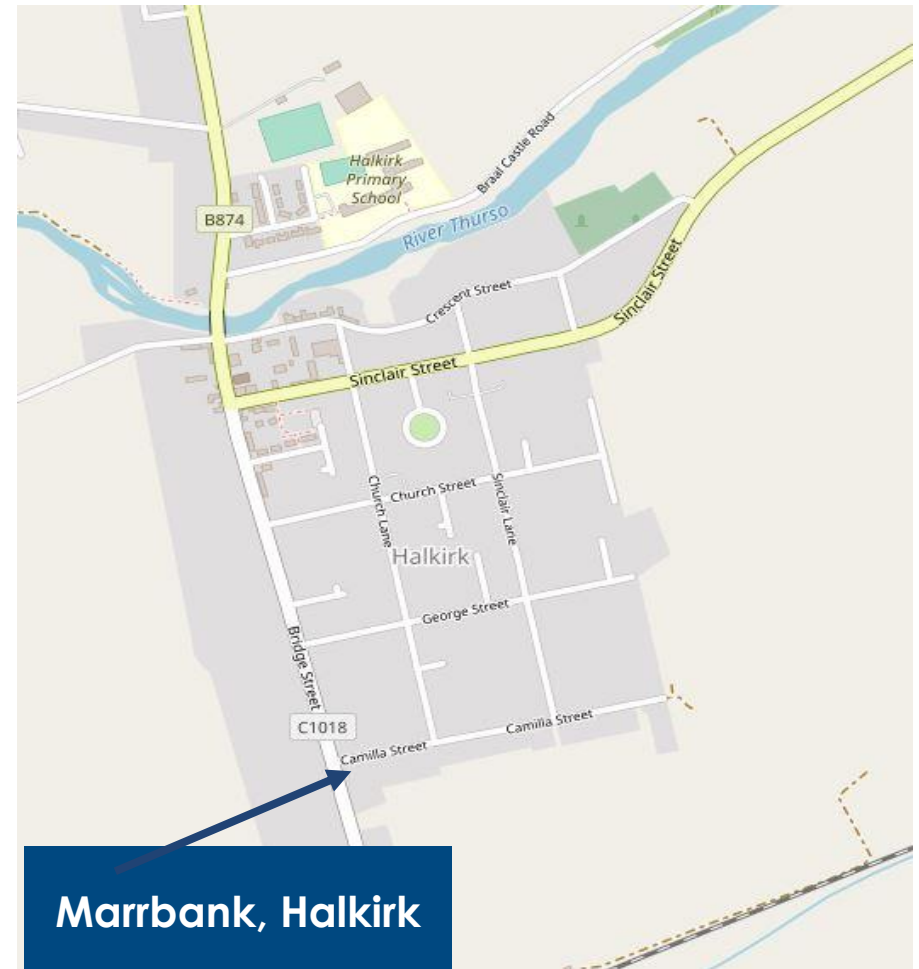 Halkirk
Primary
School
Braal Castle Road
B874
River Thurso
Crescent Street
Sinclair Street
Sinclair Street
Church Street
Church Lane
Sinclair Lane
Halkirk
George Street
Bridge Street
C1018
Camilla Street
Camilla Street
Marrbank, Halkirk